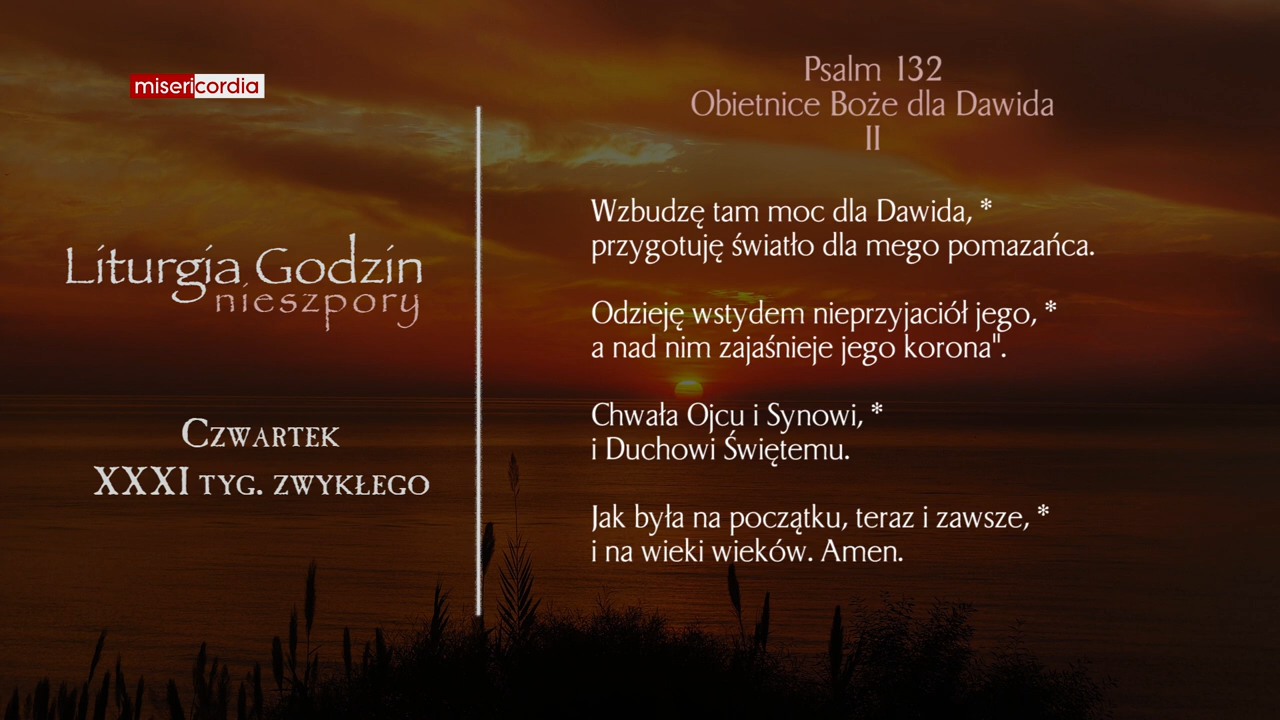 misericordia
Liturgia Godzin
nieszpory
Czwartek
XXXI tyg. zwykłego
Psalm 132
Obietnice Boże dla Dawida
II
Wzbudzę tam moc dla Dawida, *
przygotuję światło dla mego pomazańca.
Odzieję wstydem nieprzyjaciół jego, *
a nad nim zajaśnieje jego korona".
Chwała Ojcu i Synowi, *
i Duchowi Świętemu.
Jak była na początku, teraz i zawsze, *
i na wieki wieków. Amen.